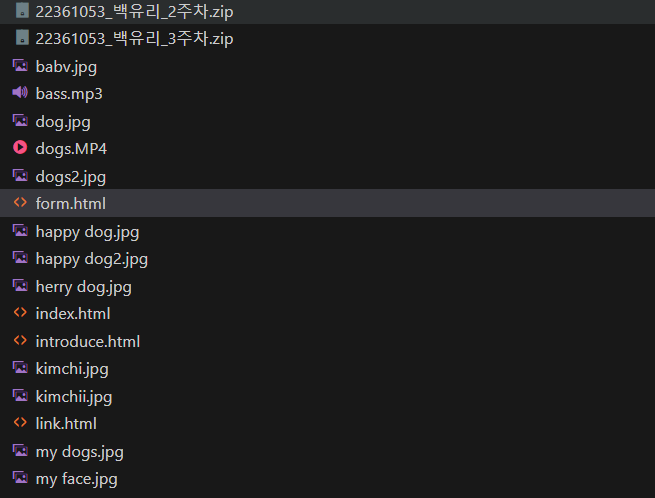 22361053_백유리_2주차.zip
22361053_백유리_3주차.zip
babv.jpg
bass.mp3
dog.jpg
dogs.MP4
dogs2.jpg
form.html
happy dog.jpg
happy dog2.jpg
herry dog.jpg
index.html
introduce.html
kimchi.jpg
kimchii.jpg
link.html
my dogs.jpg
my face.jpg